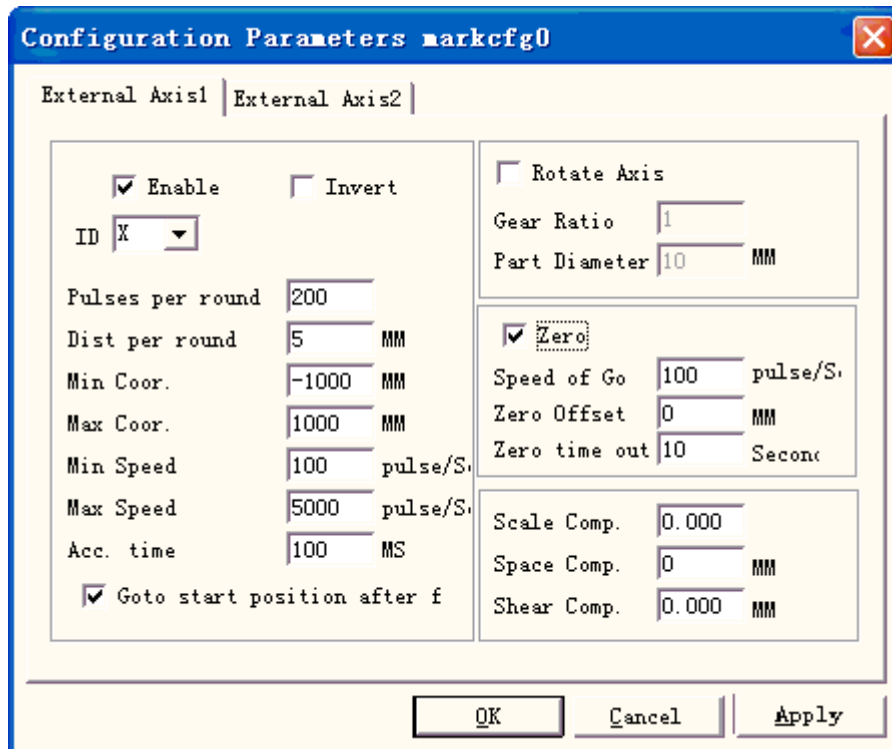 Configuration Parameters markcfg0
External Axis1
External Axis2
Enable
Invert
ID X
Pulses per round 200
Dist per round 5 MM
Min Coor. -1000 MM
Max Coor. 1000 MM
Min Speed 100 pulse/S
Max Speed 5000 pulse/S
Acc. time 100 MS
Goto start position after f
Rotate Axis
Gear Ratio 1
Part Diameter 10 MM
Zero
Speed of Go 100 pulse/S
Zero Offset 0 MM
Zero time out 10 Secon
Scale Comp. 0.000
Space Comp. 0 MM
Shear Comp. 0.000 MM
OK
Cancel
Apply